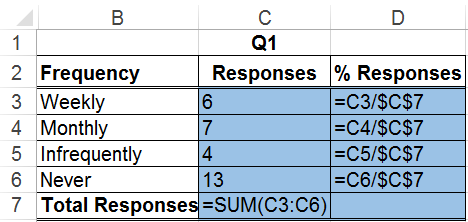 B C D
1 Q1
2 Frequency Responses % Responses
3 Weekly 6 =C3/$C$7
4 Monthly 7 =C4/$C$7
5 Infrequently 4 =C5/$C$7
6 Never 13 =C6/$C$7
7 Total Responses =SUM(C3:C6)